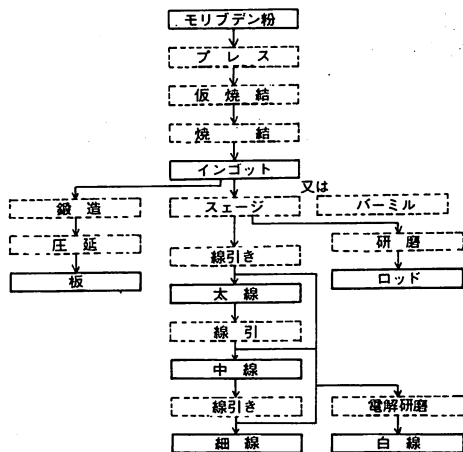 モリブデン粉
プレス
仮焼結
焼結
インゴット
又は
鍛造
スェージ
バーミル
圧延
研磨
線引き
板
ロッド
太線
線引
中線
線引き
電解研磨
細線
白線